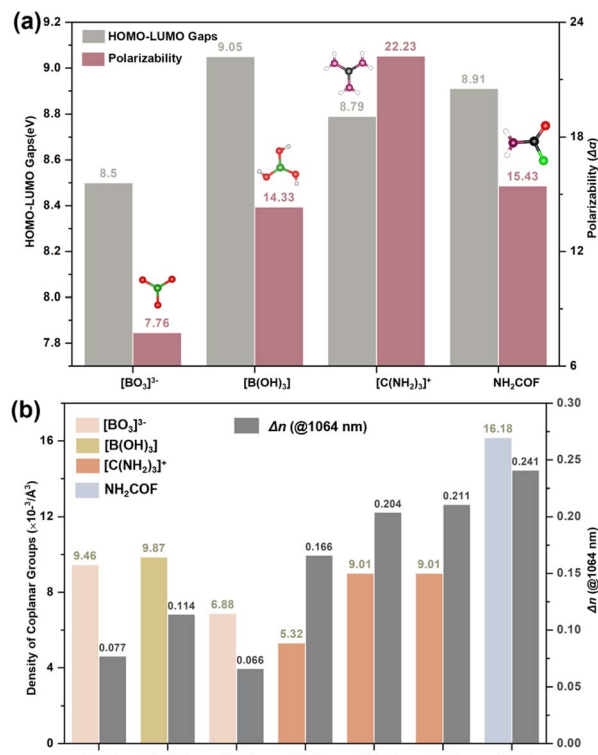 (a)
HOMO-LUMO Gaps
Polarizability
9.2
9.0
8.8
8.6
8.4
8.2
8.0
7.8
HOMO-LUMO Gaps(eV)
24
18
12
6
Polarizability (Δα)
8.5
7.76
9.05
14.33
8.79
22.23
8.91
15.43
[BO₃]³⁻
[B(OH)₃]
[C(NH₂)₃]⁺
NH₂COF
(b)
[BO₃]³⁻
[B(OH)₃]
[C(NH₂)₃]⁺
NH₂COF
Δn (@1064 nm)
16
12
8
4
0
Density of Coplanar Groups (×10⁻³/Å³)
0.30
0.25
0.20
0.15
0.10
0.05
0.00
Δn (@1064 nm)
9.46
0.077
9.87
0.114
6.88
0.066
5.32
0.166
9.01
0.204
9.01
0.211
16.18
0.241